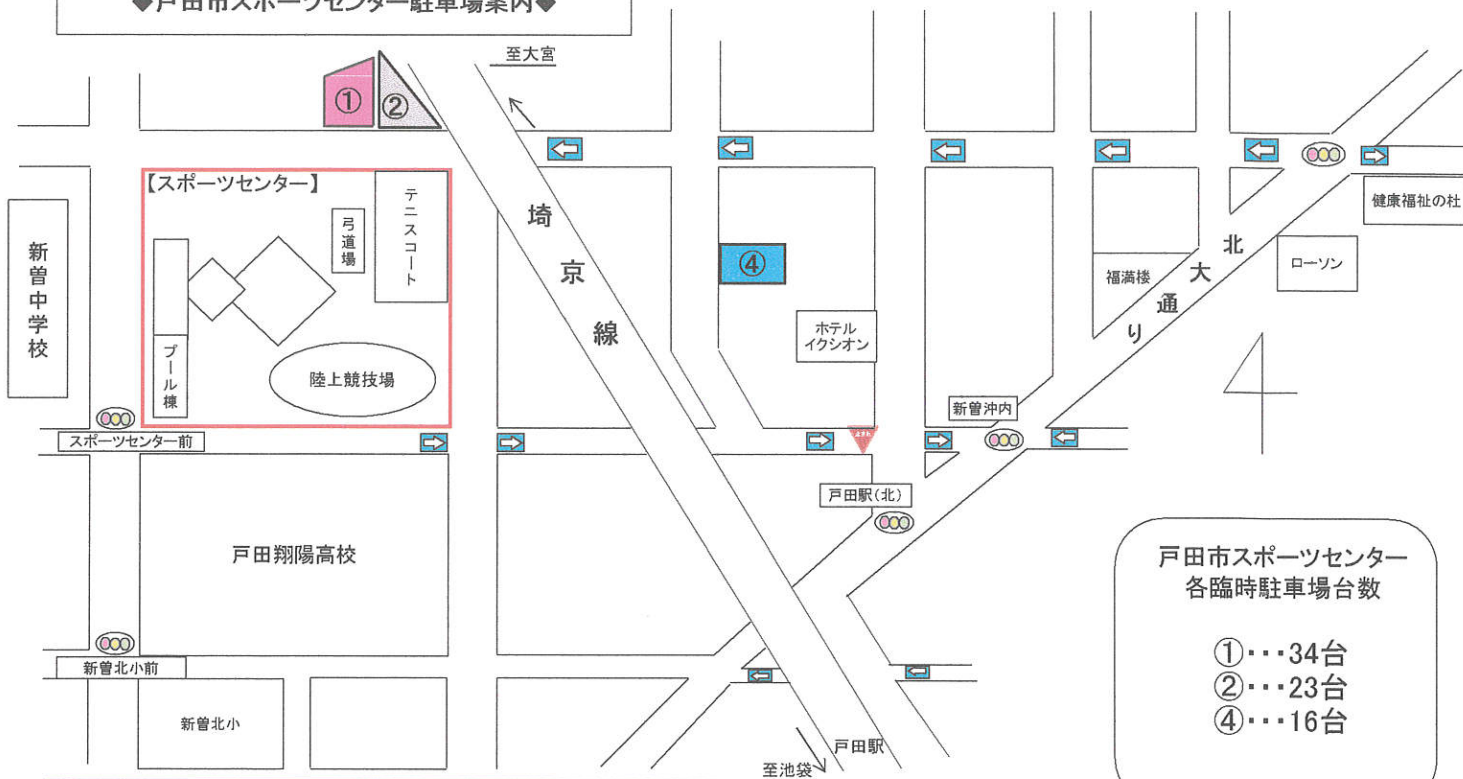 ◆戸田市スポーツセンター駐車場案内◆
至大宮
①
②
【スポーツセンター】
テニスコート
弓道場
プール棟
陸上競技場
新曽中学校
埼京線
④
ホテル
イクシオン
福満楼
北大通り
健康福祉の杜
ローソン
新曽沖内
スポーツセンター前
戸田駅(北)
戸田翔陽高校
新曽北小前
新曽北小
戸田駅
至池袋
戸田市スポーツセンター
各臨時駐車場台数
①・・・34台
②・・・23台
④・・・16台